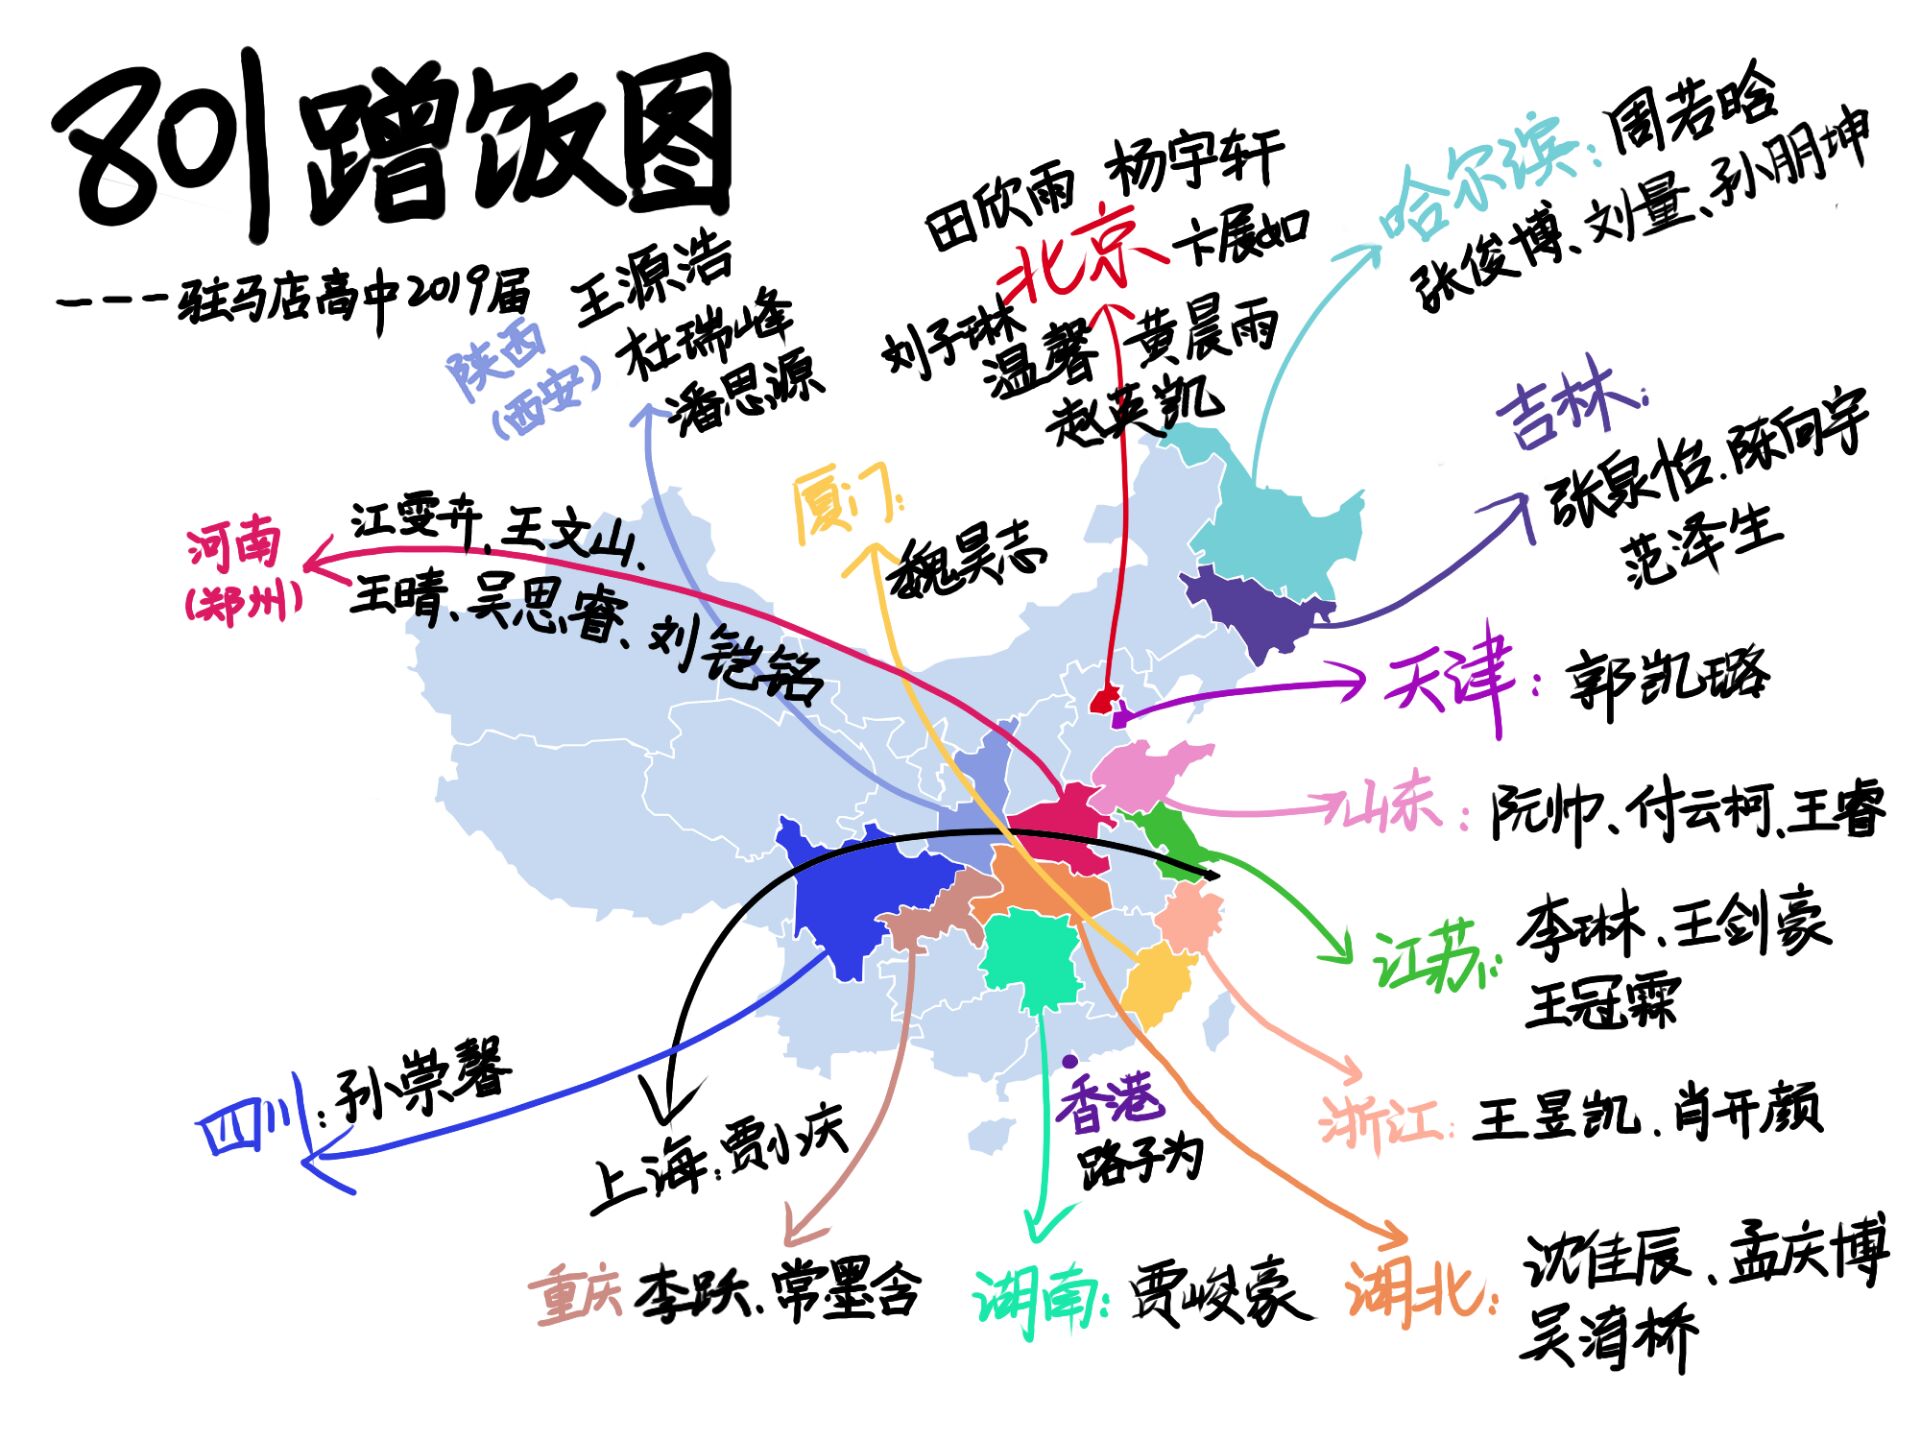 801蹭饭图
----驻马店高中2019届
陕西
(西安)
王源浩
杜瑞峰
潘思源
田欣雨 杨宇轩
北京 卞展如
刘子琳
温馨 黄晨雨
赵英凯
哈尔滨:周若晗
张俊博、刘量、孙朋坤
吉林:
张泉怡、陈向宇
范泽生
厦门:
魏昊志
河南
(郑州)
江雯卉、王文山、
王晴、吴思睿、刘铠铭
天津:郭凯璐
山东:阮帅、付云柯、王睿
江苏:李琳、王剑豪
王冠霖
浙江:王昱凯、肖开颜
四川:孙崇馨
上海:贾小庆
香港
路子为
重庆 李跃、常墨含
湖南:贾峻豪
湖北:沈佳辰、孟庆博
吴淯桥